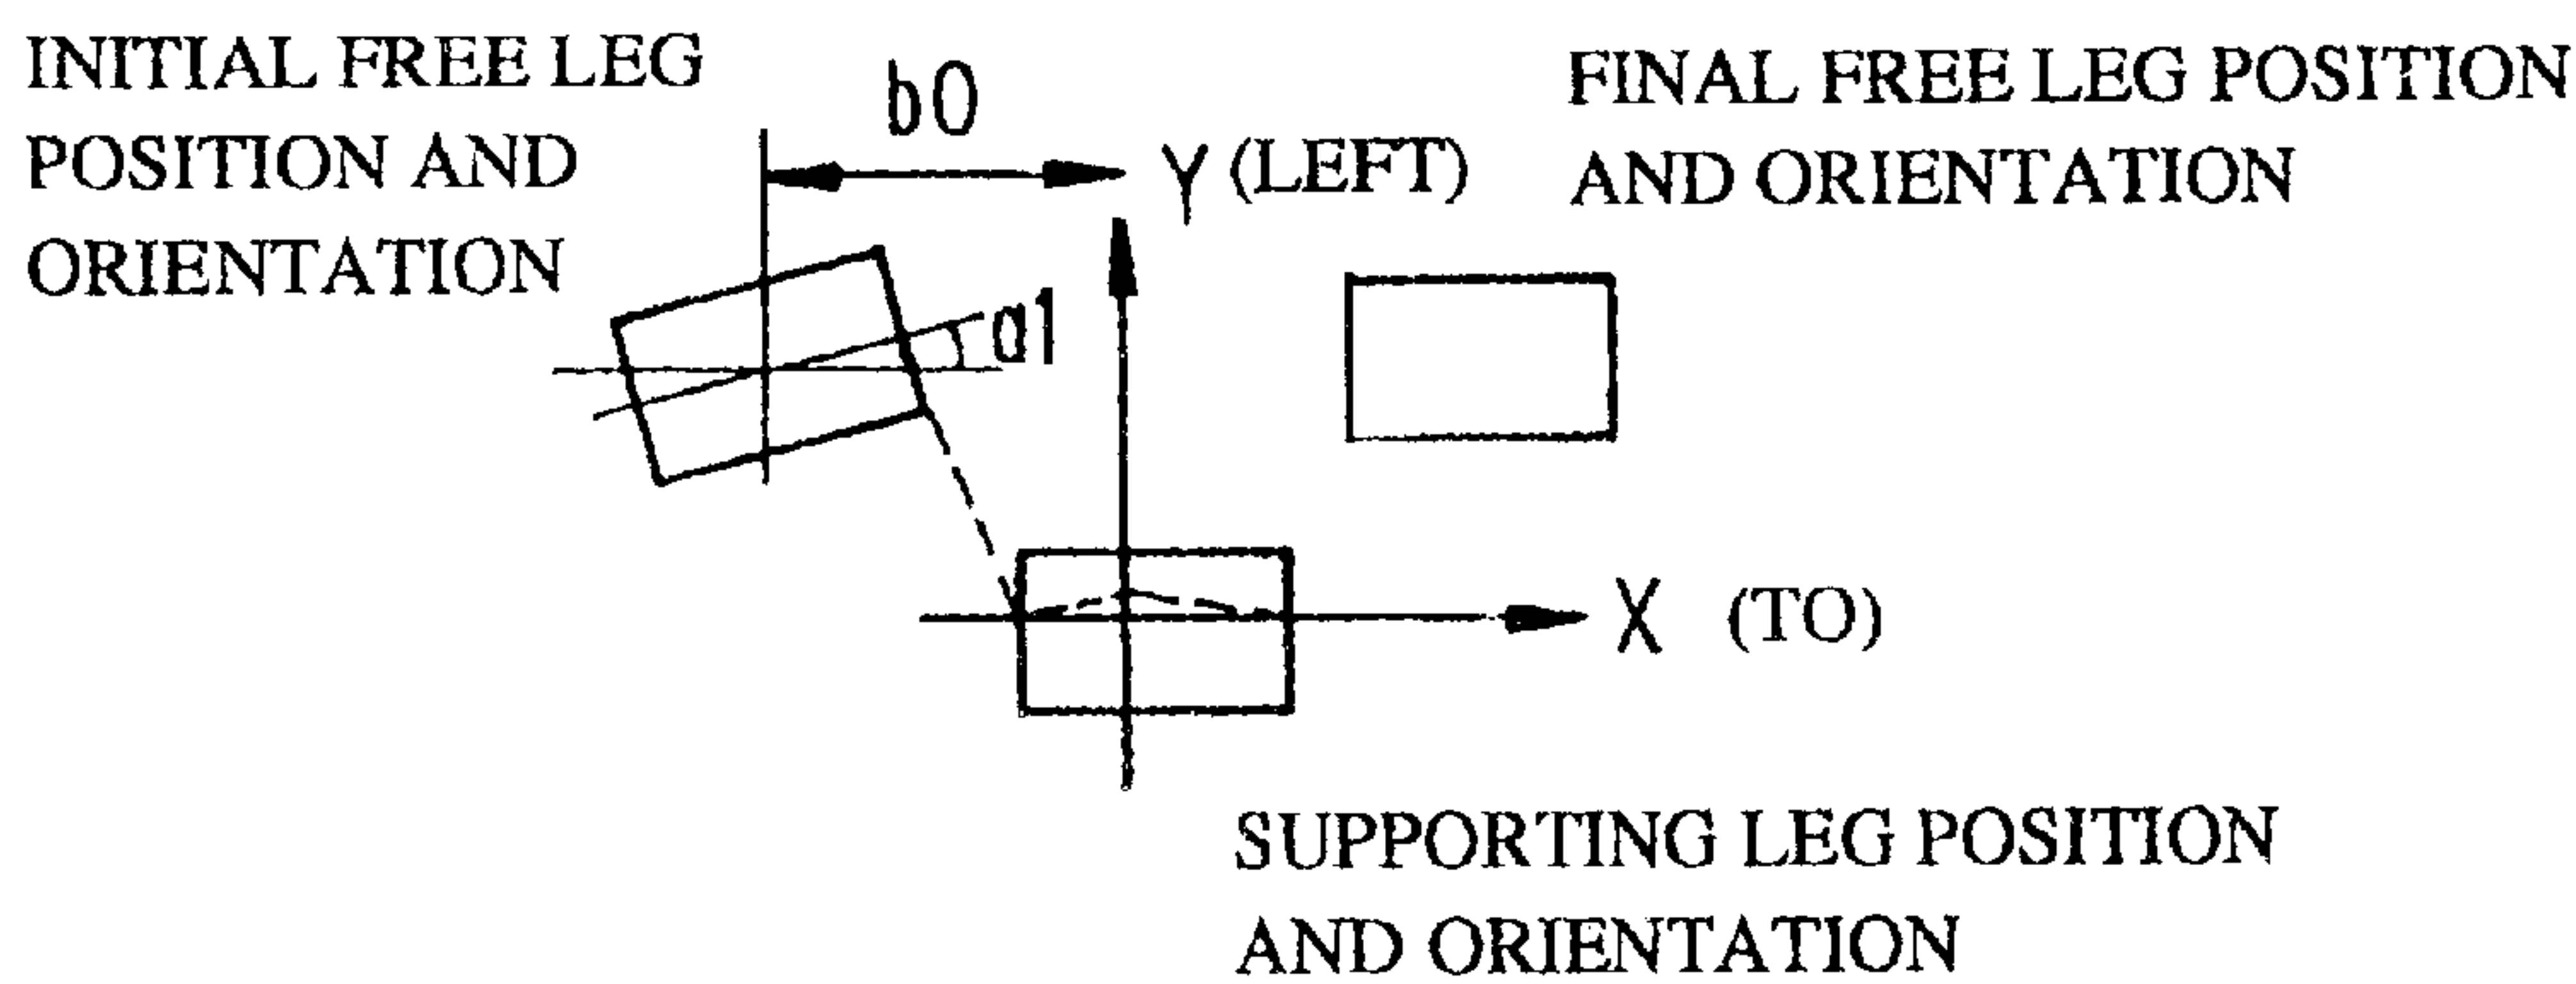 INITIAL FREE LEG
POSITION AND
ORIENTATION
b0
Y (LEFT)
FINAL FREE LEG POSITION
AND ORIENTATION
a1
X (TO)
SUPPORTING LEG POSITION
AND ORIENTATION